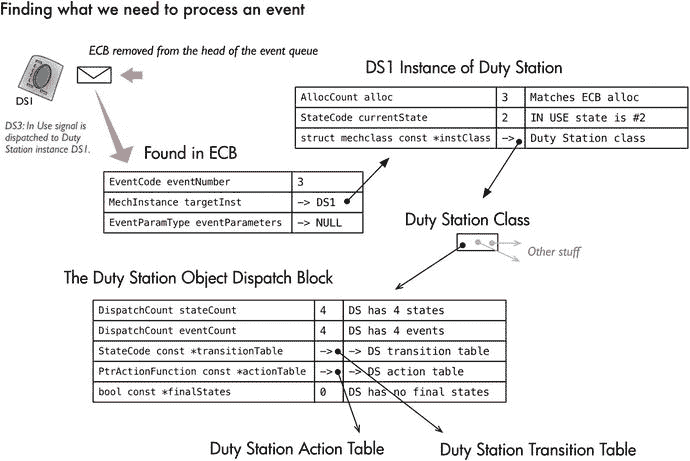 Finding what we need to process an event
ECB removed from the head of the event queue
DS1
DS3: In Use signal is
dispatched to Duty
Station instance DS1.
DS1 Instance of Duty Station
AllocCount alloc 3 Matches ECB alloc
StateCode currentState 2 IN USE state is #2
struct mechclass const *instClass -> Duty Station class
Found in ECB
EventCode eventNumber 3
MechInstance targetInst -> DS1
EventParamType eventParameters -> NULL
Duty Station Class
Other stuff
The Duty Station Object Dispatch Block
DispatchCount stateCount 4 DS has 4 states
DispatchCount eventCount 4 DS has 4 events
StateCode const *transitionTable -> -> DS transition table
PtrActionFunction const *actionTable -> -> DS action table
bool const *finalStates 0 DS has no final states
Duty Station Action Table
Duty Station Transition Table